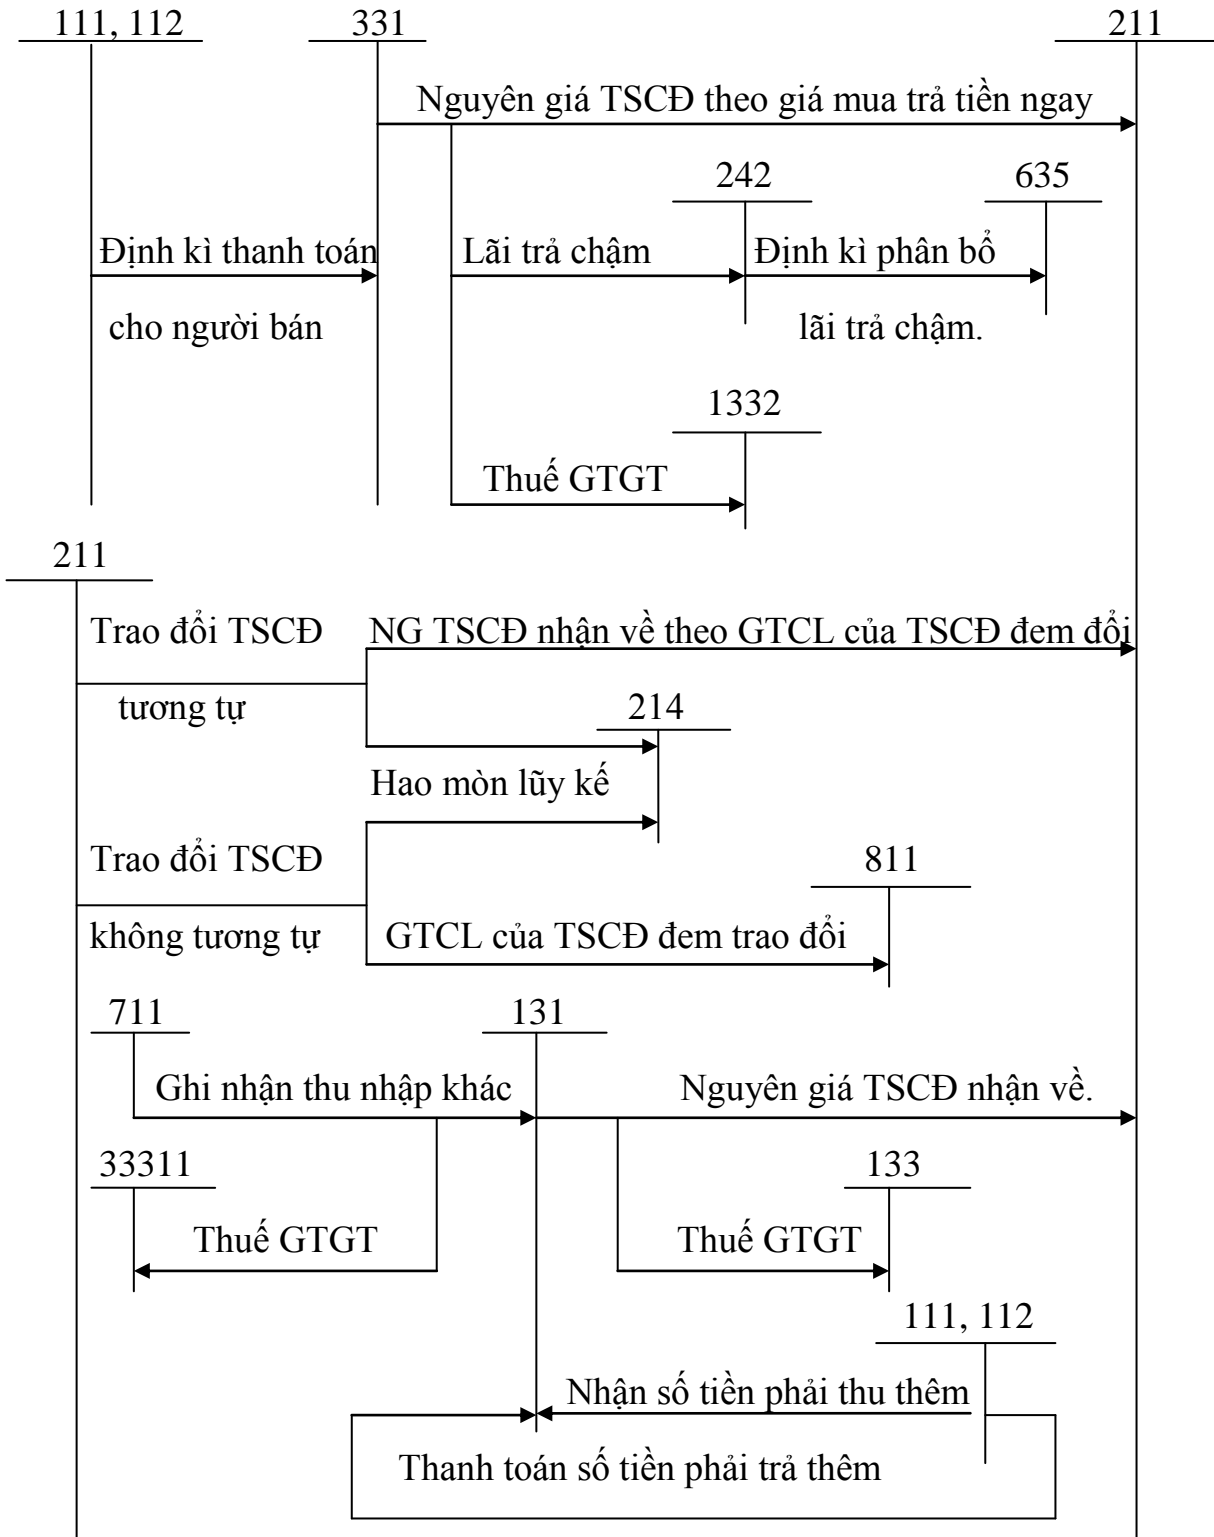 111, 112
331
211
Nguyên giá TSCĐ theo giá mua trả tiền ngay
242
635
Định kì thanh toán
cho người bán
Lãi trả chậm
Định kì phân bổ
lãi trả chậm.
1332
Thuế GTGT
211
Trao đổi TSCĐ
tương tự
NG TSCĐ nhận về theo GTCL của TSCĐ đem đổi
214
Hao mòn lũy kế
Trao đổi TSCĐ
không tương tự
811
GTCL của TSCĐ đem trao đổi
711
131
Ghi nhận thu nhập khác
Nguyên giá TSCĐ nhận về.
33311
133
Thuế GTGT
Thuế GTGT
111, 112
Nhận số tiền phải thu thêm
Thanh toán số tiền phải trả thêm